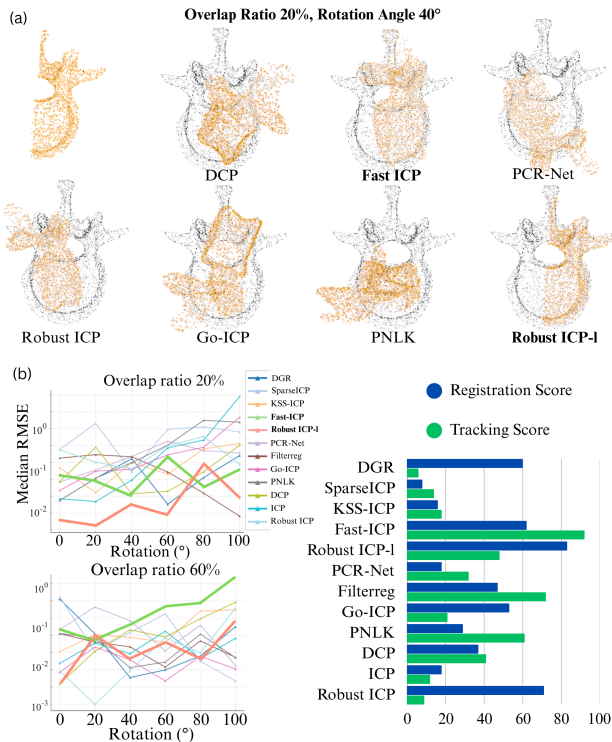 (a)
Overlap Ratio 20%, Rotation Angle 40°
DCP
Fast ICP
PCR-Net
Robust ICP
Go-ICP
PNLK
Robust ICP-l
(b)
Overlap ratio 20%
Median RMSE
10⁰
10⁻¹
10⁻²
0 20 40 60 80 100
Rotation (°)
DGR
SparseICP
KSS-ICP
Fast-ICP
Robust ICP-l
PCR-Net
Filterreg
Go-ICP
PNLK
DCP
ICP
Robust ICP
Overlap ratio 60%
10⁰
10⁻¹
10⁻²
10⁻³
0 20 40 60 80 100
Rotation (°)
Registration Score
Tracking Score
DGR
SparseICP
KSS-ICP
Fast-ICP
Robust ICP-l
PCR-Net
Filterreg
Go-ICP
PNLK
DCP
ICP
Robust ICP
0 20 40 60 80 100